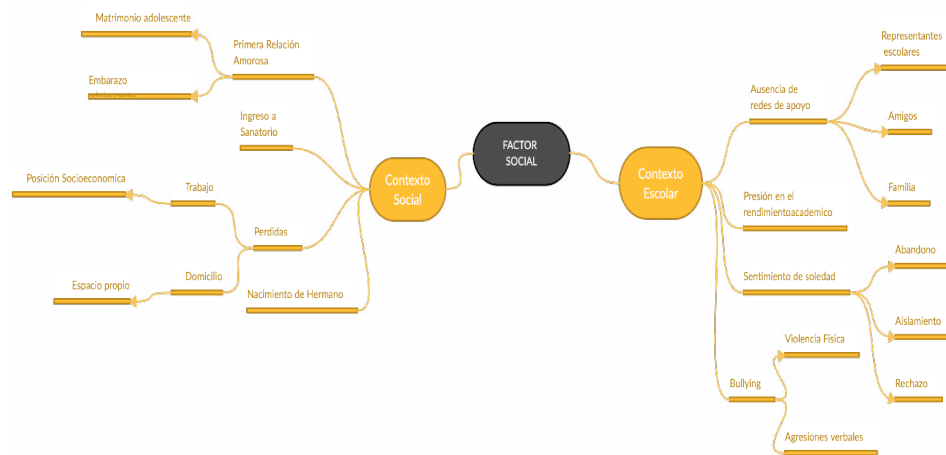 FACTOR
SOCIAL
Contexto
Social
Primera Relación
Amorosa
Matrimonio adolescente
Embarazo
Ingreso a
Sanatorio
Perdidas
Trabajo
Posición Socioeconomica
Domicilio
Espacio propio
Nacimiento de Hermano
Contexto
Escolar
Ausencia de
redes de apoyo
Representantes
escolares
Amigos
Familia
Presión en el
rendimientoacademico
Sentimiento de soledad
Abandono
Aislamiento
Rechazo
Bullying
Violencia Física
Agresiones verbales